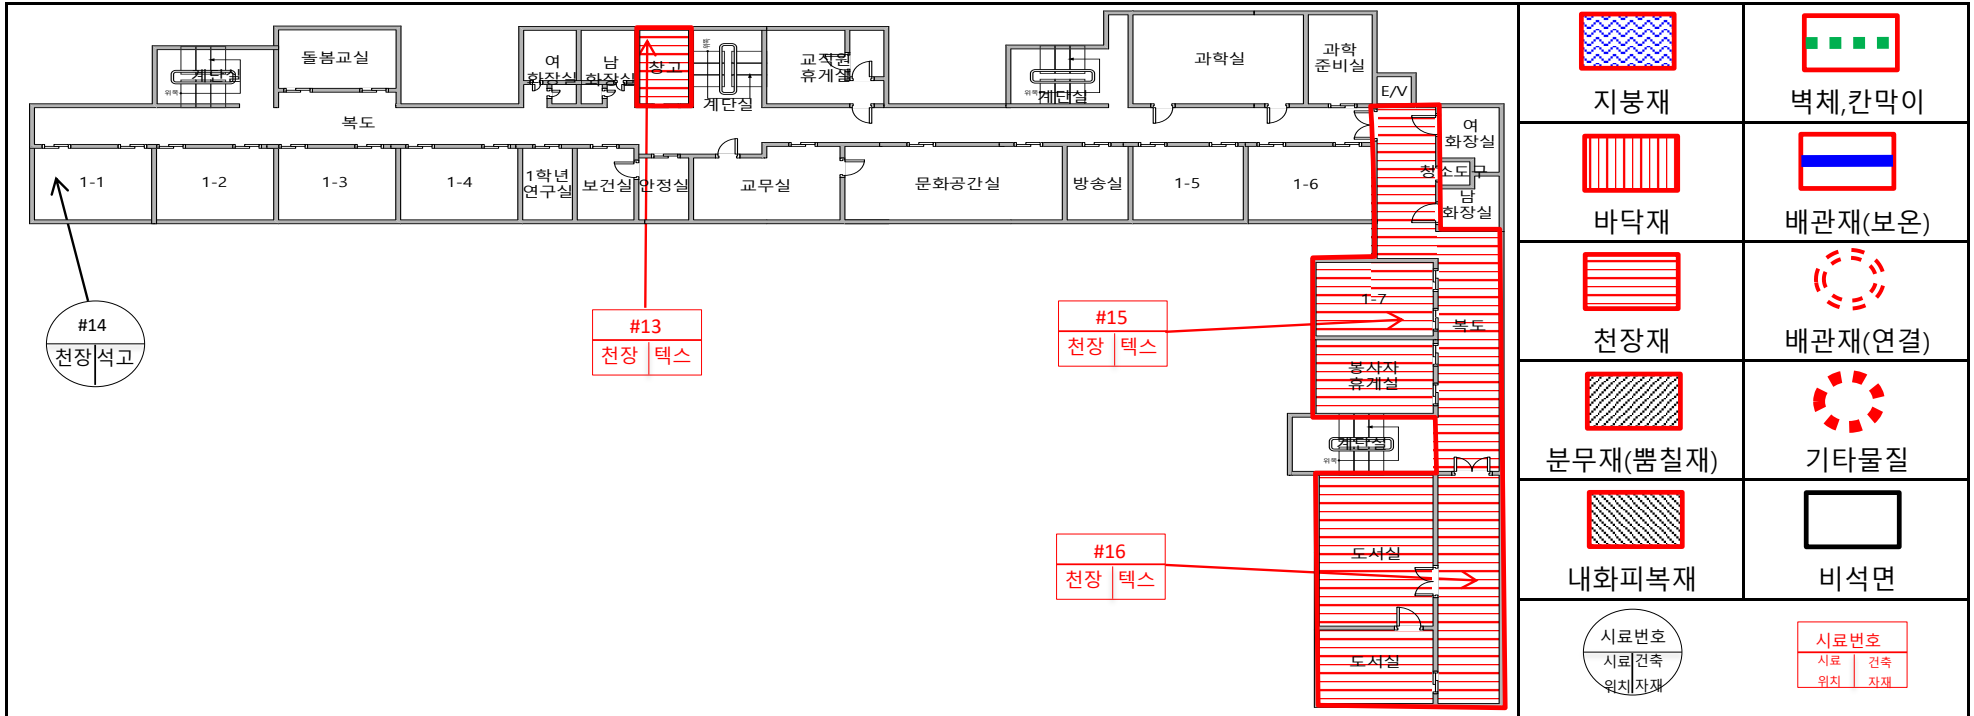 돌봄교실
계단실
위쪽
여
화장실
남
화장실
창고
위쪽
계단실
교직원
휴게실
계단실
위쪽
과학실
과학
준비실
E/V
복도
여
화장실
청소도구
남
화장실
1-1
1-2
1-3
1-4
1학년
연구실
보건실
안정실
교무실
문화공간실
방송실
1-5
1-6
1-7
복도
봉사자
휴게실
계단실
위쪽
도서실
도서실
#14
천장 석고
#13
천장 텍스
#15
천장 텍스
#16
천장 텍스
지붕재
벽체,칸막이
바닥재
배관재(보온)
천장재
배관재(연결)
분무재(뿜칠재)
기타물질
내화피복재
비석면
시료번호
시료 건축
위치 자재
시료번호
시료 건축
위치 자재